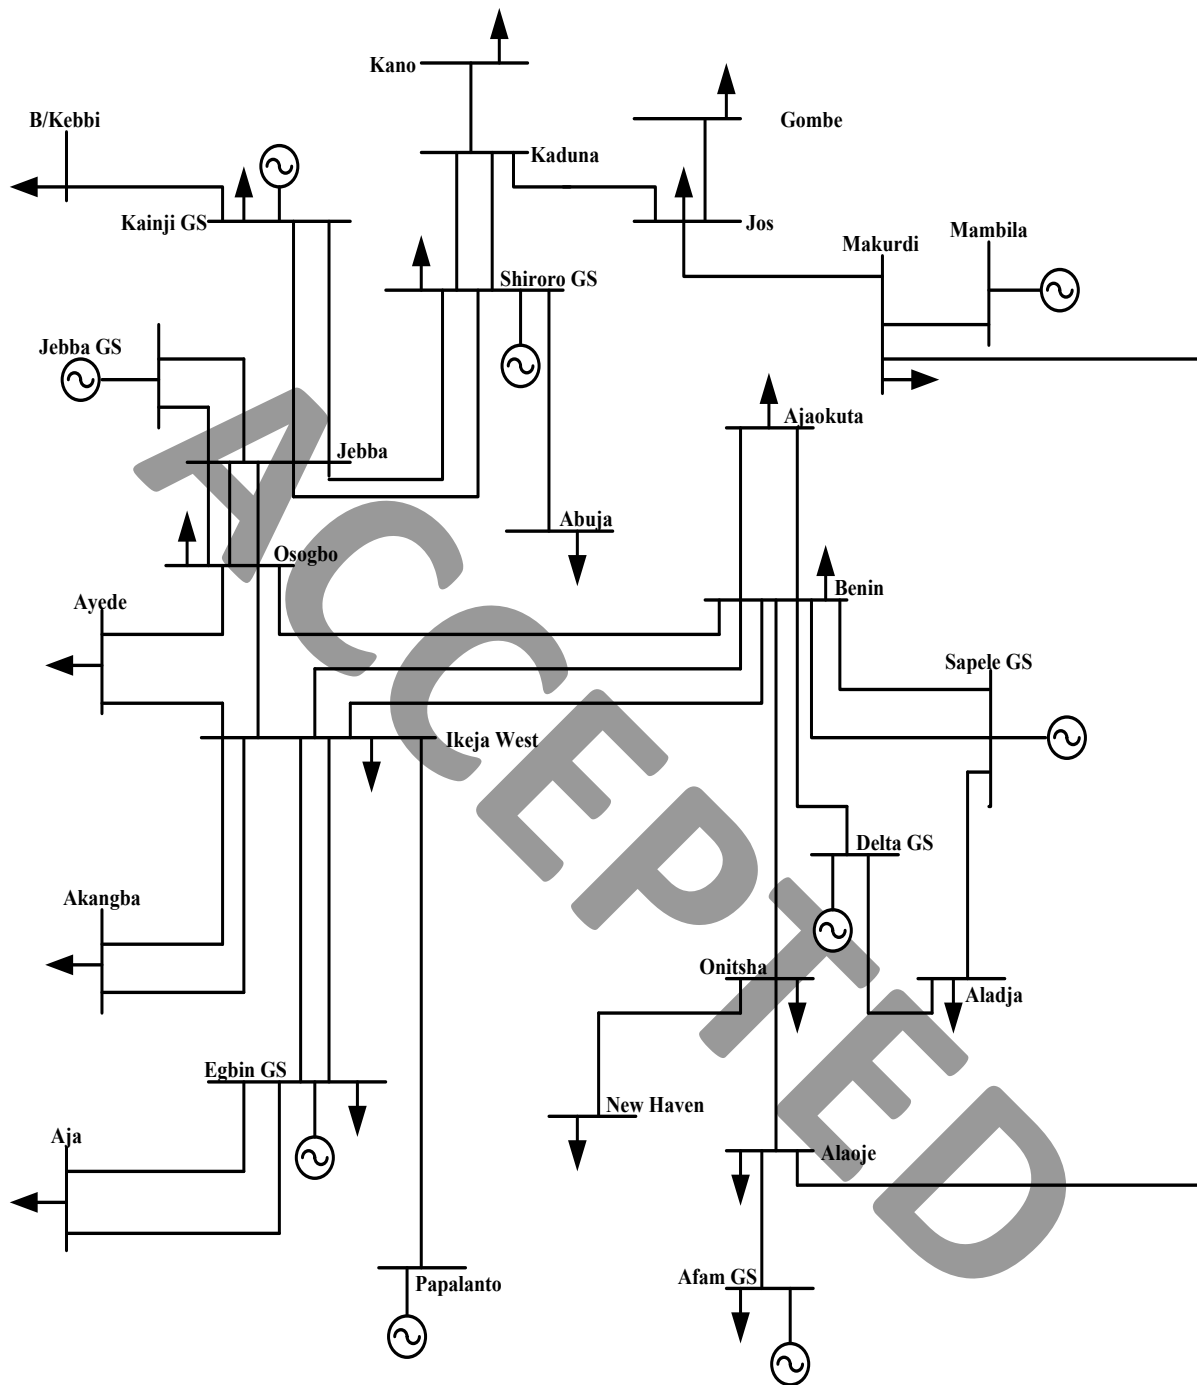 Kano
Gombe
B/Kebbi
Kaduna
Kainji GS
Jos
Mambila
Makurdi
Shiroro GS
Jebba GS
Ajaokuta
Jebba
Abuja
Osogbo
Benin
Ayede
Sapele GS
Ikeja West
Delta GS
Akangba
Onitsha
Aladja
Egbin GS
New Haven
Aja
Alaoje
Afam GS
Papalanto
ACCEPTED